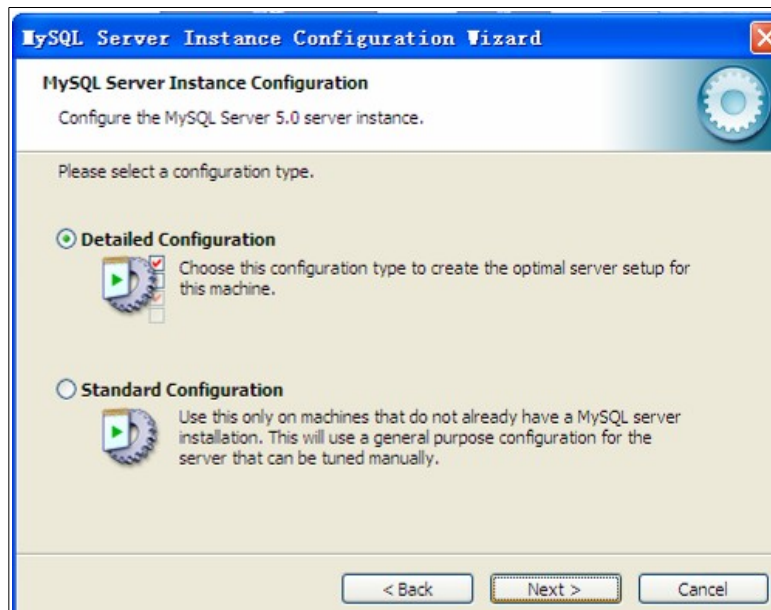 MySQL Server Instance Configuration Wizard
MySQL Server Instance Configuration
Configure the MySQL Server 5.0 server instance.
Please select a configuration type.
Detailed Configuration
Choose this configuration type to create the optimal server setup for
this machine.
Standard Configuration
Use this only on machines that do not already have a MySQL server
installation. This will use a general purpose configuration for the
server that can be tuned manually.
< Back
Next >
Cancel